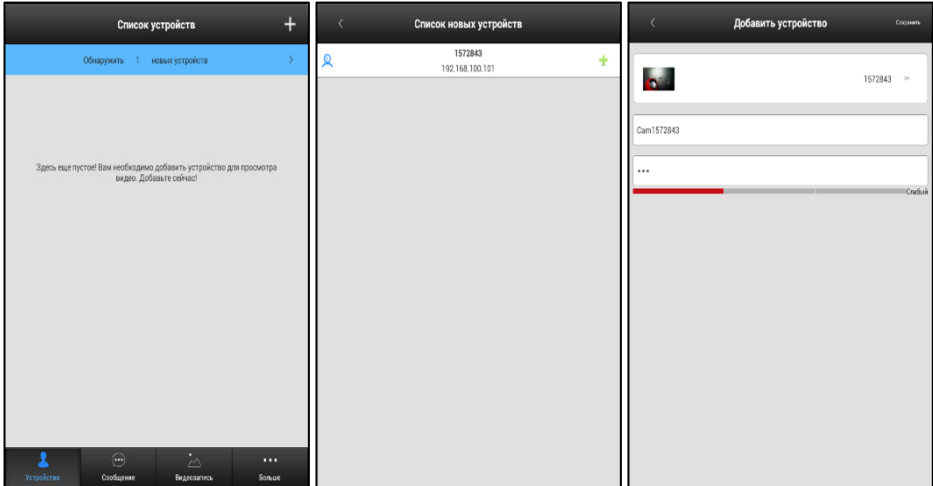 Список устройств
Обнаружить 1 новых устройств
Здесь еще пустое! Вам необходимо добавить устройство для просмотра
видео. Добавьте сейчас!
Устройства
Сообщение
Видеозапись
Больше
Список новых устройств
1572843
192.168.100.101
Добавить устройство
Сохранить
1572843
Cam1572843
Слабый